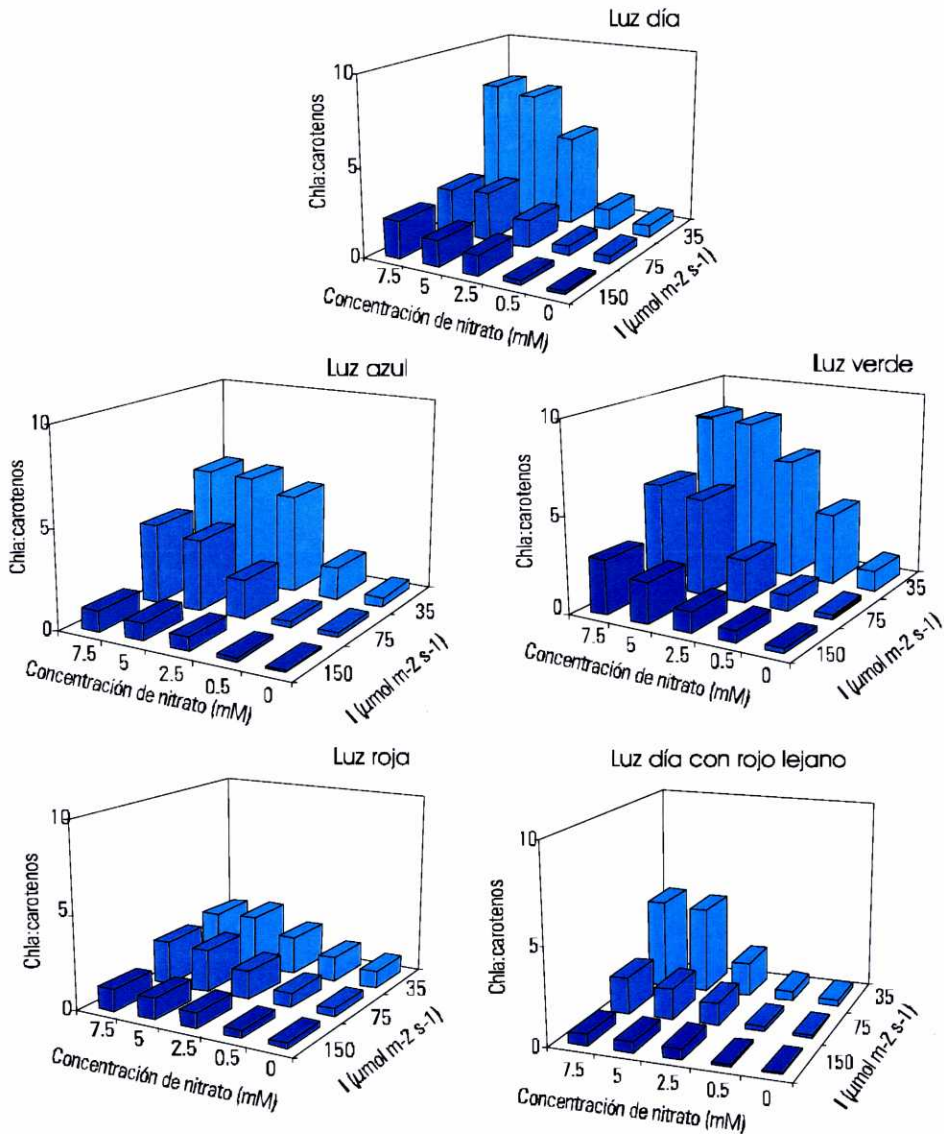 Luz día
10
5
0
Chla:carotenos
7.5
5
2.5
0.5
0
Concentración de nitrato (mM)
150
75
35
I (µmol m-2 s-1)
Luz azul
10
5
0
Chla:carotenos
7.5
5
2.5
0.5
0
Concentración de nitrato (mM)
150
75
35
I (µmol m-2 s-1)
Luz verde
10
5
0
Chla:carotenos
7.5
5
2.5
0.5
0
Concentración de nitrato (mM)
150
75
35
I (µmol m-2 s-1)
Luz roja
10
5
0
Chla:carotenos
7.5
5
2.5
0.5
0
Concentración de nitrato (mM)
150
75
35
I (µmol m-2 s-1)
Luz día con rojo lejano
10
5
0
Chla:carotenos
7.5
5
2.5
0.5
0
Concentración de nitrato (mM)
150
75
35
I (µmol m-2 s-1)